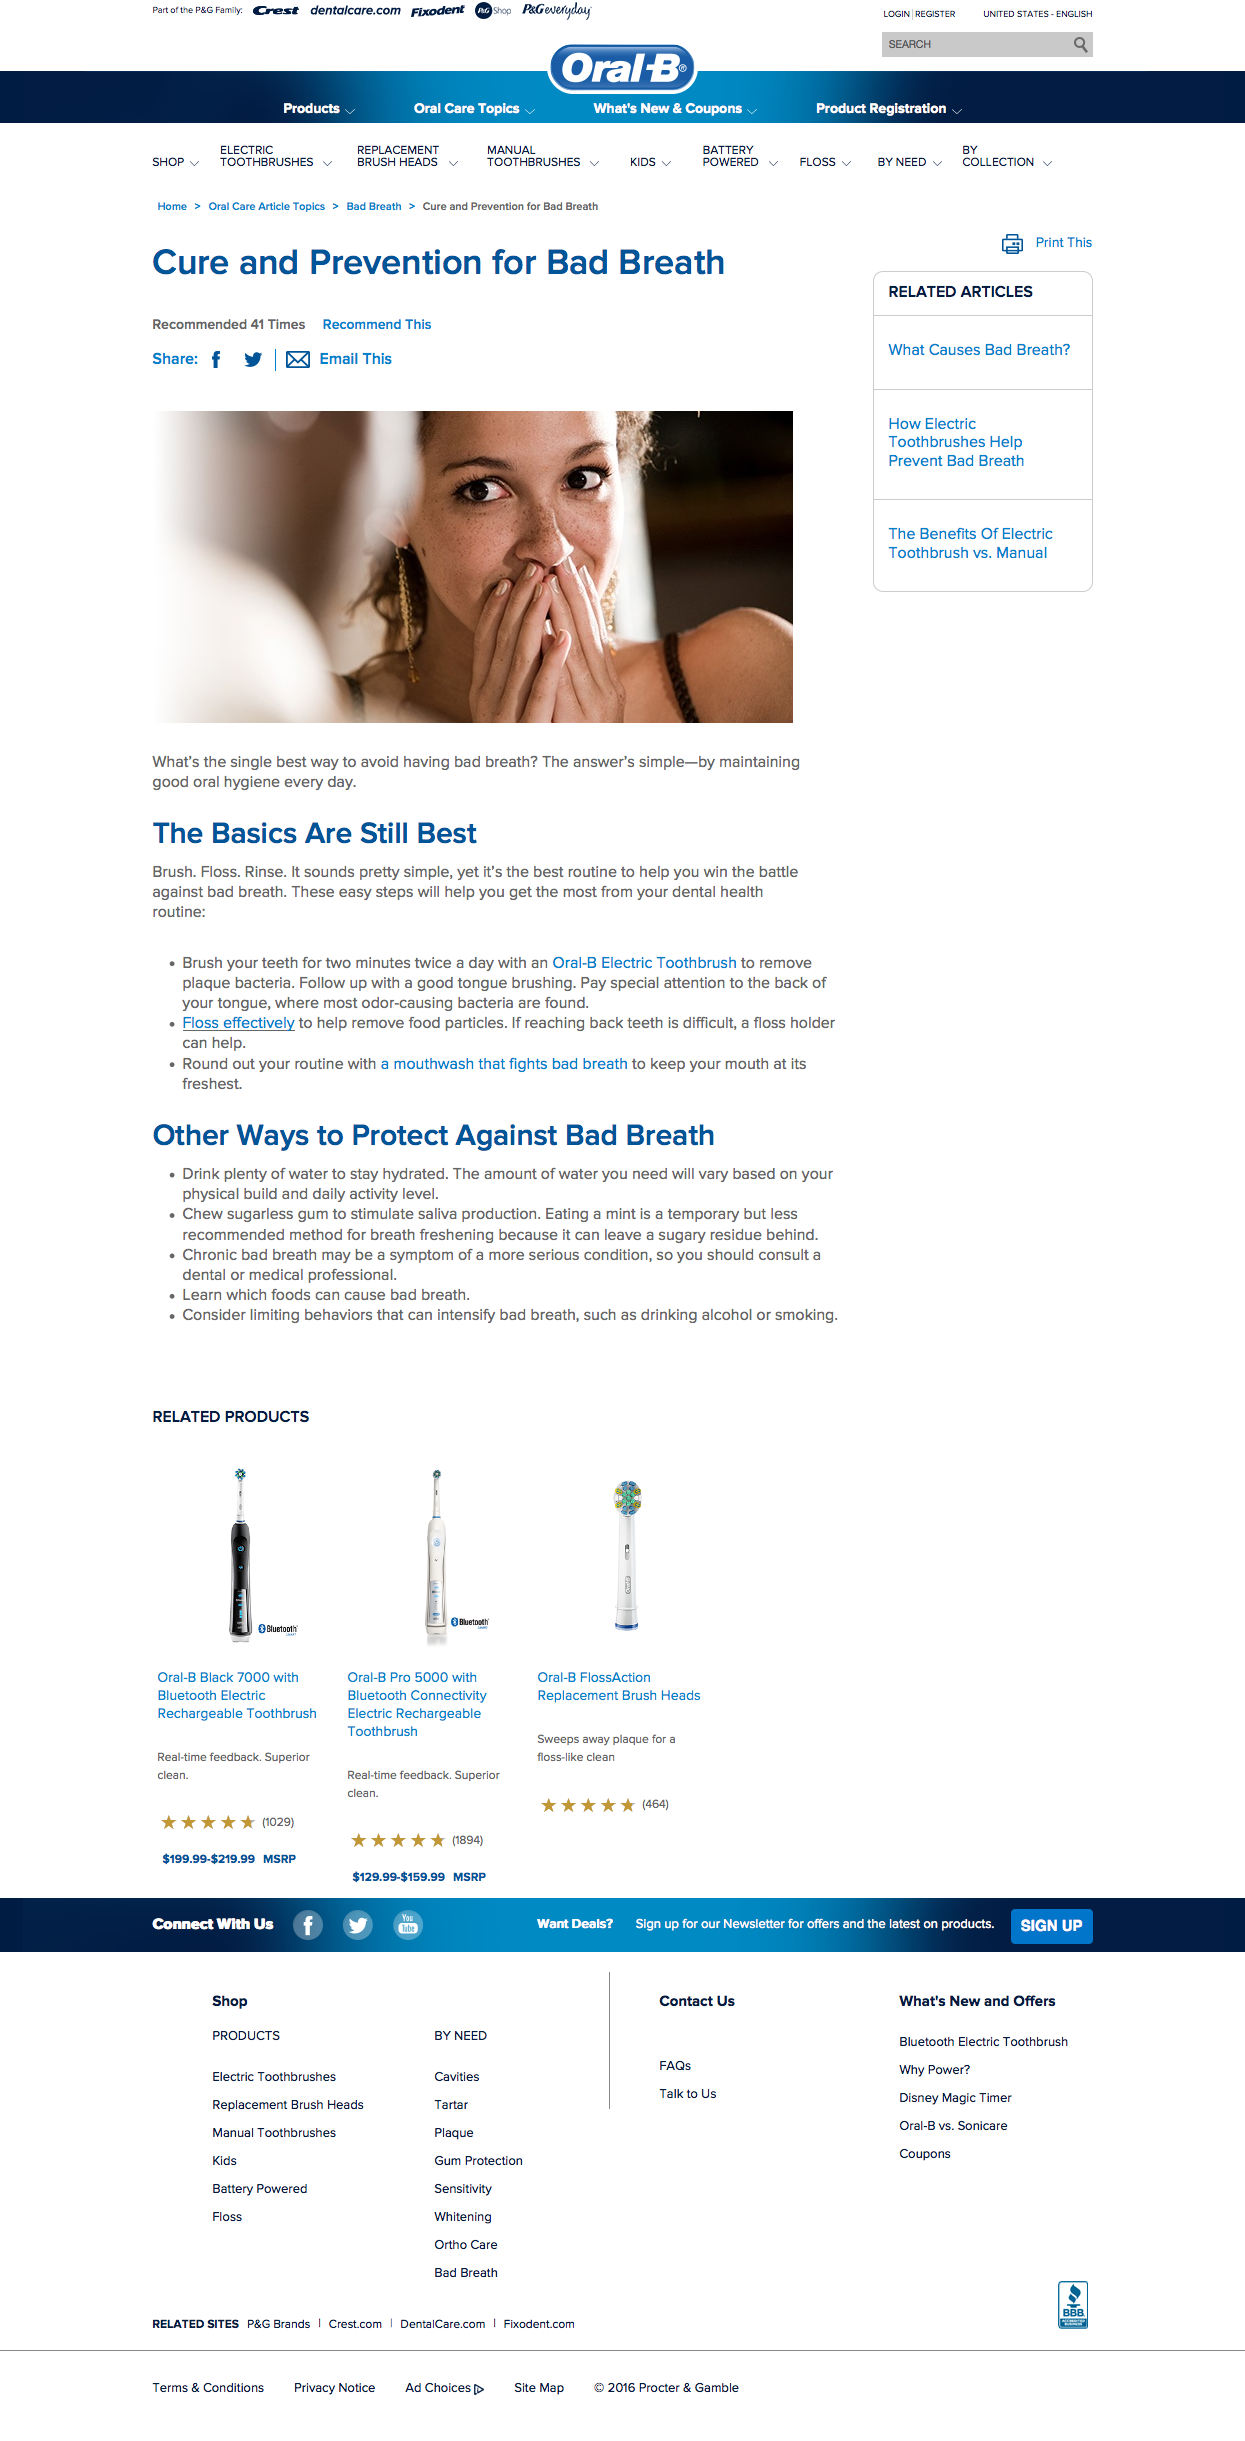 Part of the P&G Family: Crest dentalcare.com Fixodent P&G Shop P&G everyday
LOGIN | REGISTER UNITED STATES - ENGLISH
SEARCH
Oral-B®
Products Oral Care Topics What's New & Coupons Product Registration
SHOP ELECTRIC TOOTHBRUSHES REPLACEMENT BRUSH HEADS MANUAL TOOTHBRUSHES KIDS BATTERY POWERED FLOSS BY NEED BY COLLECTION
Home > Oral Care Article Topics > Bad Breath > Cure and Prevention for Bad Breath
Print This
Cure and Prevention for Bad Breath
Recommended 41 Times Recommend This
Share: Email This
RELATED ARTICLES
What Causes Bad Breath?
How Electric
Toothbrushes Help
Prevent Bad Breath
The Benefits Of Electric
Toothbrush vs. Manual
What’s the single best way to avoid having bad breath? The answer’s simple—by maintaining
good oral hygiene every day.
The Basics Are Still Best
Brush. Floss. Rinse. It sounds pretty simple, yet it’s the best routine to help you win the battle
against bad breath. These easy steps will help you get the most from your dental health
routine:
• Brush your teeth for two minutes twice a day with an Oral-B Electric Toothbrush to remove
plaque bacteria. Follow up with a good tongue brushing. Pay special attention to the back of
your tongue, where most odor-causing bacteria are found.
• Floss effectively to help remove food particles. If reaching back teeth is difficult, a floss holder
can help.
• Round out your routine with a mouthwash that fights bad breath to keep your mouth at its
freshest.
Other Ways to Protect Against Bad Breath
• Drink plenty of water to stay hydrated. The amount of water you need will vary based on your
physical build and daily activity level.
• Chew sugarless gum to stimulate saliva production. Eating a mint is a temporary but less
recommended method for breath freshening because it can leave a sugary residue behind.
• Chronic bad breath may be a symptom of a more serious condition, so you should consult a
dental or medical professional.
• Learn which foods can cause bad breath.
• Consider limiting behaviors that can intensify bad breath, such as drinking alcohol or smoking.
RELATED PRODUCTS
Bluetooth
Bluetooth
Oral-B Black 7000 with
Bluetooth Electric
Rechargeable Toothbrush
Real-time feedback. Superior
clean.
(1029)
$199.99-$219.99 MSRP
Oral-B Pro 5000 with
Bluetooth Connectivity
Electric Rechargeable
Toothbrush
Real-time feedback. Superior
clean.
(1894)
$129.99-$159.99 MSRP
Oral-B FlossAction
Replacement Brush Heads
Sweeps away plaque for a
floss-like clean
(464)
Connect With Us You Tube Want Deals? Sign up for our Newsletter for offers and the latest on products. SIGN UP
Shop
PRODUCTS
Electric Toothbrushes
Replacement Brush Heads
Manual Toothbrushes
Kids
Battery Powered
Floss
BY NEED
Cavities
Tartar
Plaque
Gum Protection
Sensitivity
Whitening
Ortho Care
Bad Breath
Contact Us
FAQs
Talk to Us
What's New and Offers
Bluetooth Electric Toothbrush
Why Power?
Disney Magic Timer
Oral-B vs. Sonicare
Coupons
BBB
ACCREDITED
BUSINESS
RELATED SITES P&G Brands | Crest.com | DentalCare.com | Fixodent.com
Terms & Conditions Privacy Notice Ad Choices Site Map © 2016 Procter & Gamble